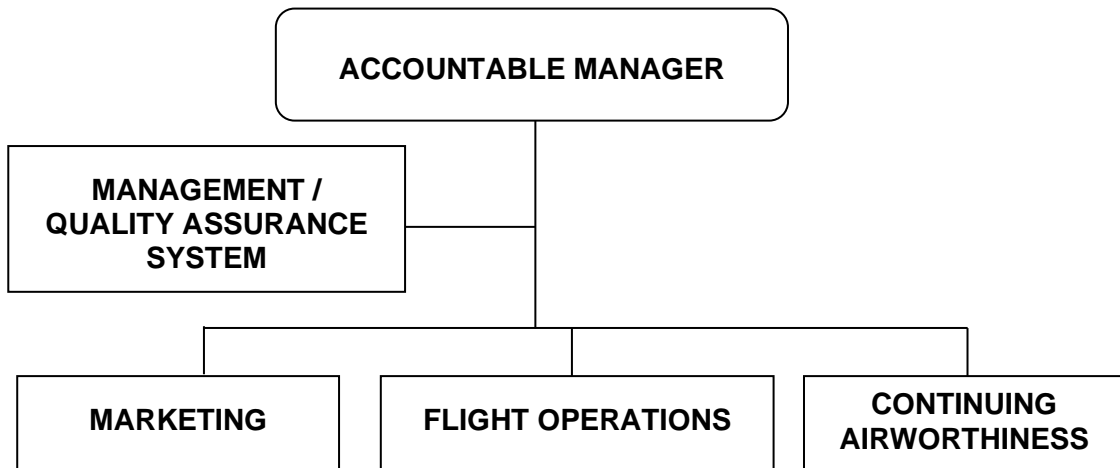 ACCOUNTABLE MANAGER
MANAGEMENT /
QUALITY ASSURANCE
SYSTEM
MARKETING
FLIGHT OPERATIONS
CONTINUING
AIRWORTHINESS